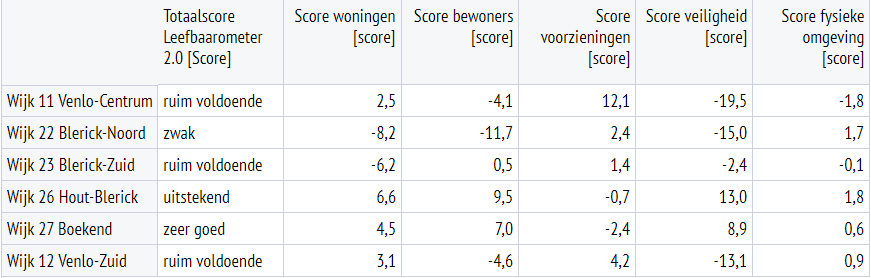 Totaalscore Score woningen Score bewoners Score Score veiligheid Score fysieke
Leefbaarometer [score] [score] voorzieningen [score] omgeving
2.0 [Score] [score] [score]
Wijk 11 Venlo-Centrum ruim voldoende 2,5 -4,1 12,1 -19,5 -1,8
Wijk 22 Blerick-Noord zwak -8,2 -11,7 2,4 -15,0 1,7
Wijk 23 Blerick-Zuid ruim voldoende -6,2 0,5 1,4 -2,4 -0,1
Wijk 26 Hout-Blerick uitstekend 6,6 9,5 -0,7 13,0 1,8
Wijk 27 Boekend zeer goed 4,5 7,0 -2,4 8,9 0,6
Wijk 12 Venlo-Zuid ruim voldoende 3,1 -4,6 4,2 -13,1 0,9